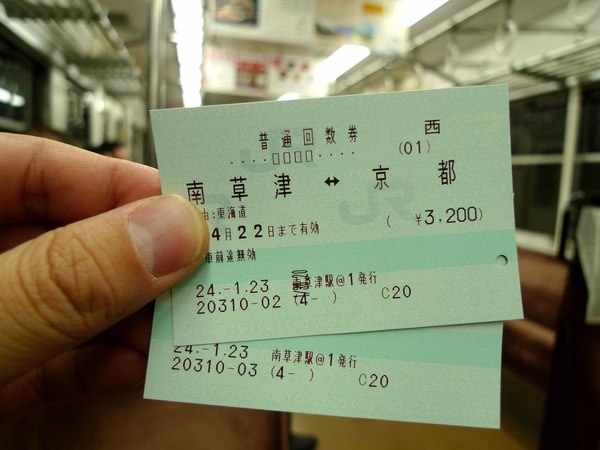 普通回数券
西
(01)
南草津 ↔ 京都
由:東海道
4月22日まで有効
(¥3,200)
車前途無効
24.-1.23 草津駅@1発行
20310-02 (4- ) C20
24.-1.23 南草津駅@1発行
20310-03 (4- ) C20